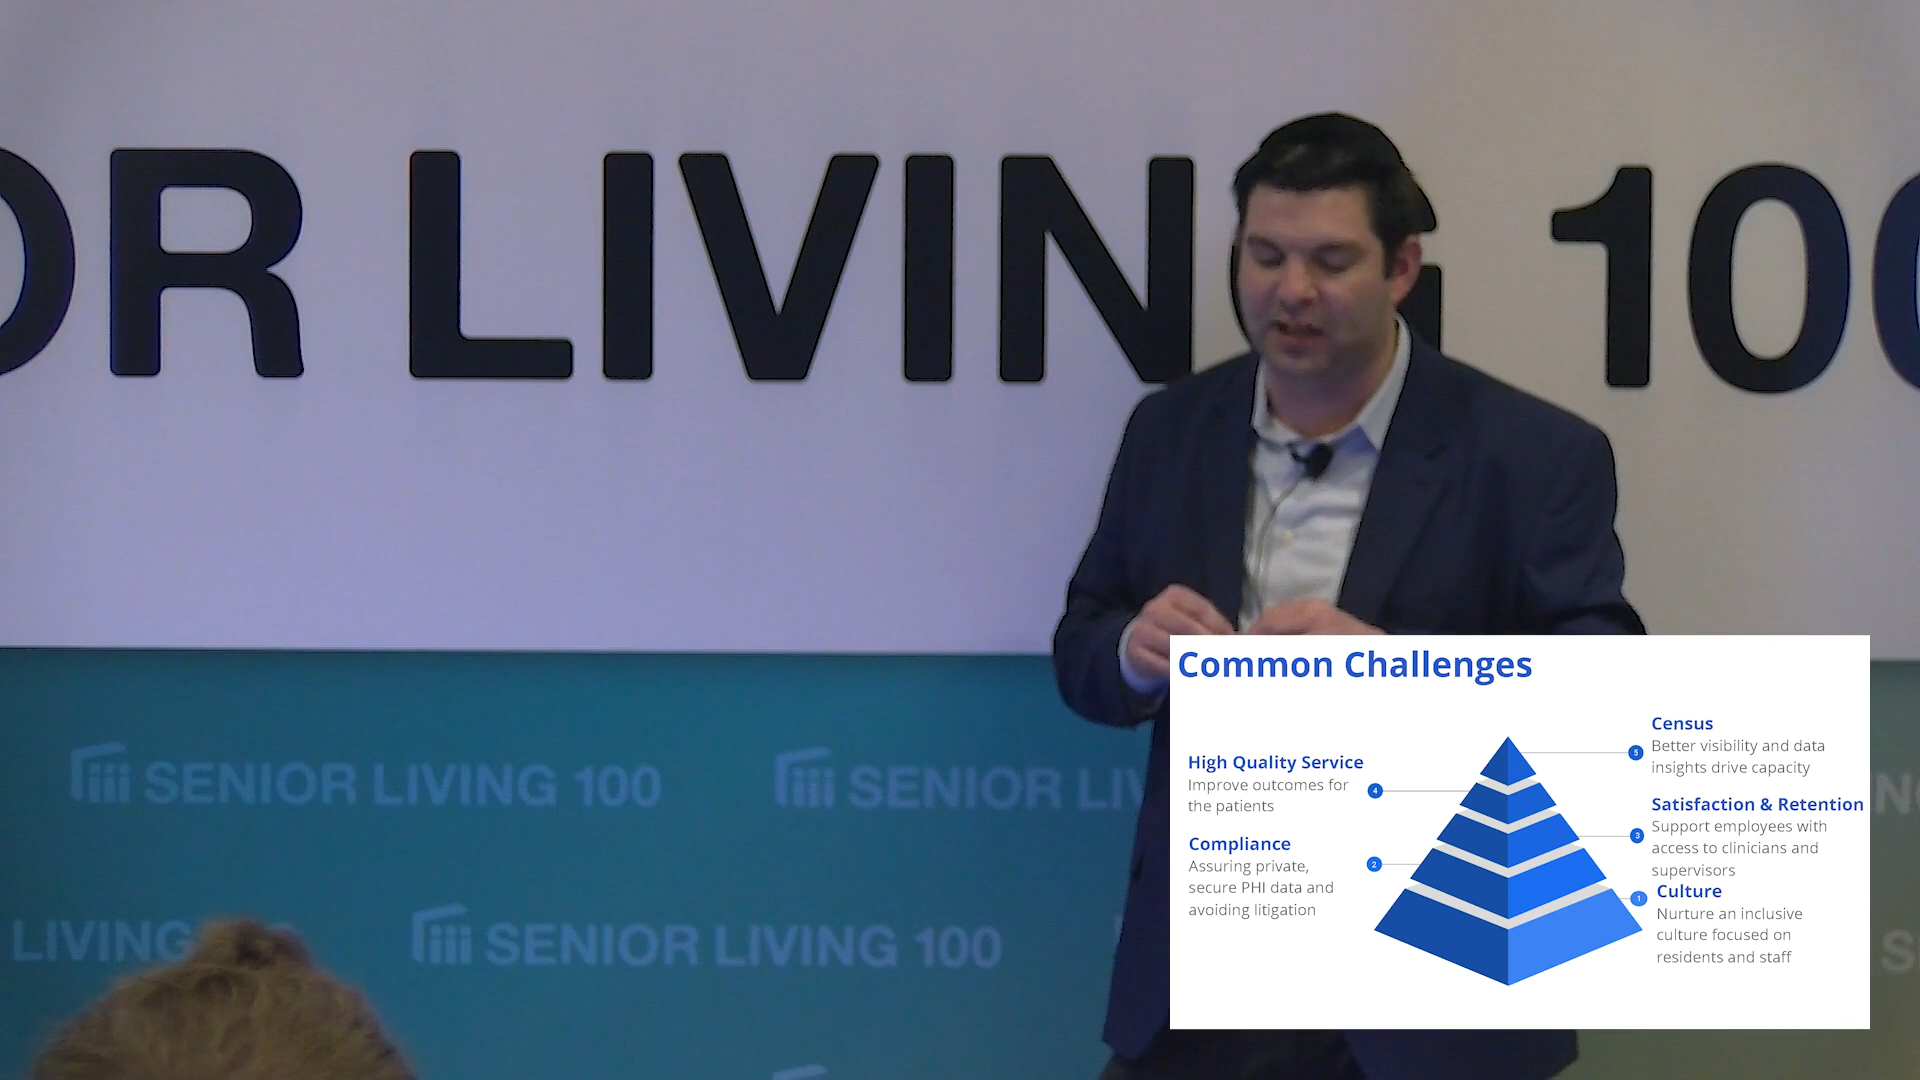 OR LIVIN 100
SENIOR LIVING 100
SENIOR LIV
LIVING
SENIOR LIVING 100
Common Challenges
Census
5
Better visibility and data
insights drive capacity
High Quality Service
4
Improve outcomes for
the patients
Satisfaction & Retention
3
Support employees with
access to clinicians and
supervisors
Compliance
2
Assuring private,
secure PHI data and
avoiding litigation
Culture
1
Nurture an inclusive
culture focused on
residents and staff